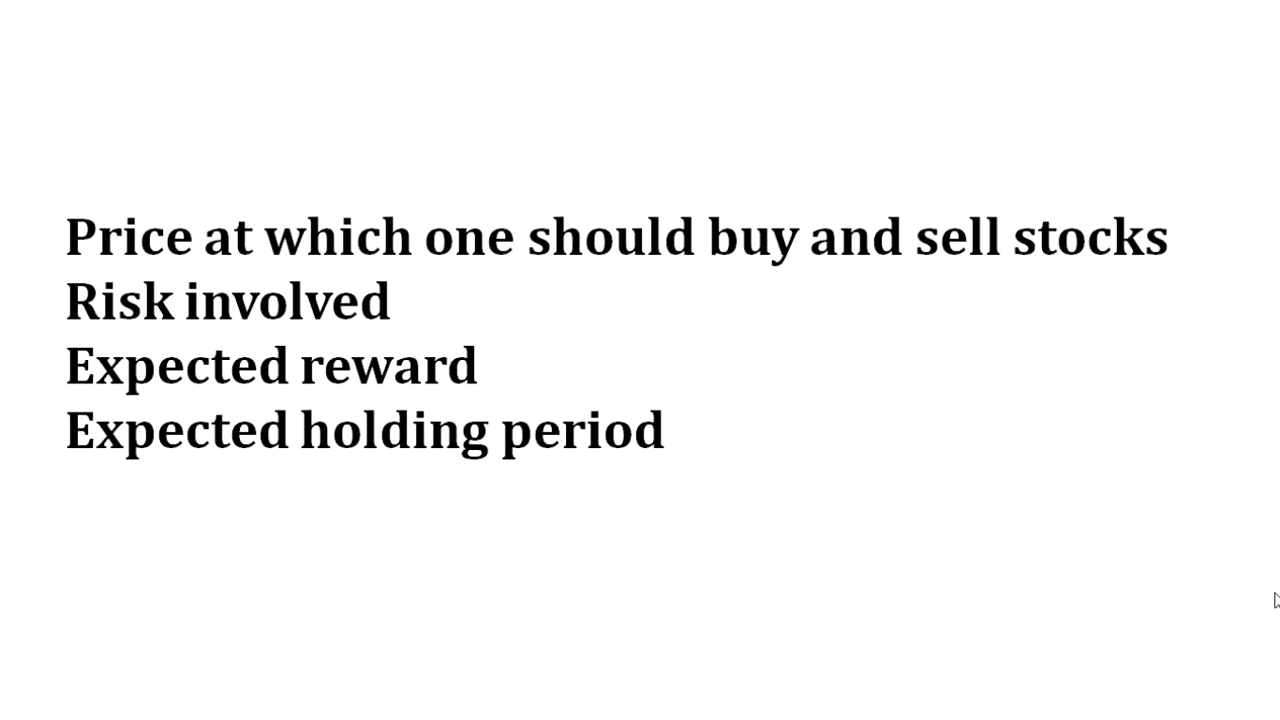 Price at which one should buy and sell stocks
Risk involved
Expected reward
Expected holding period